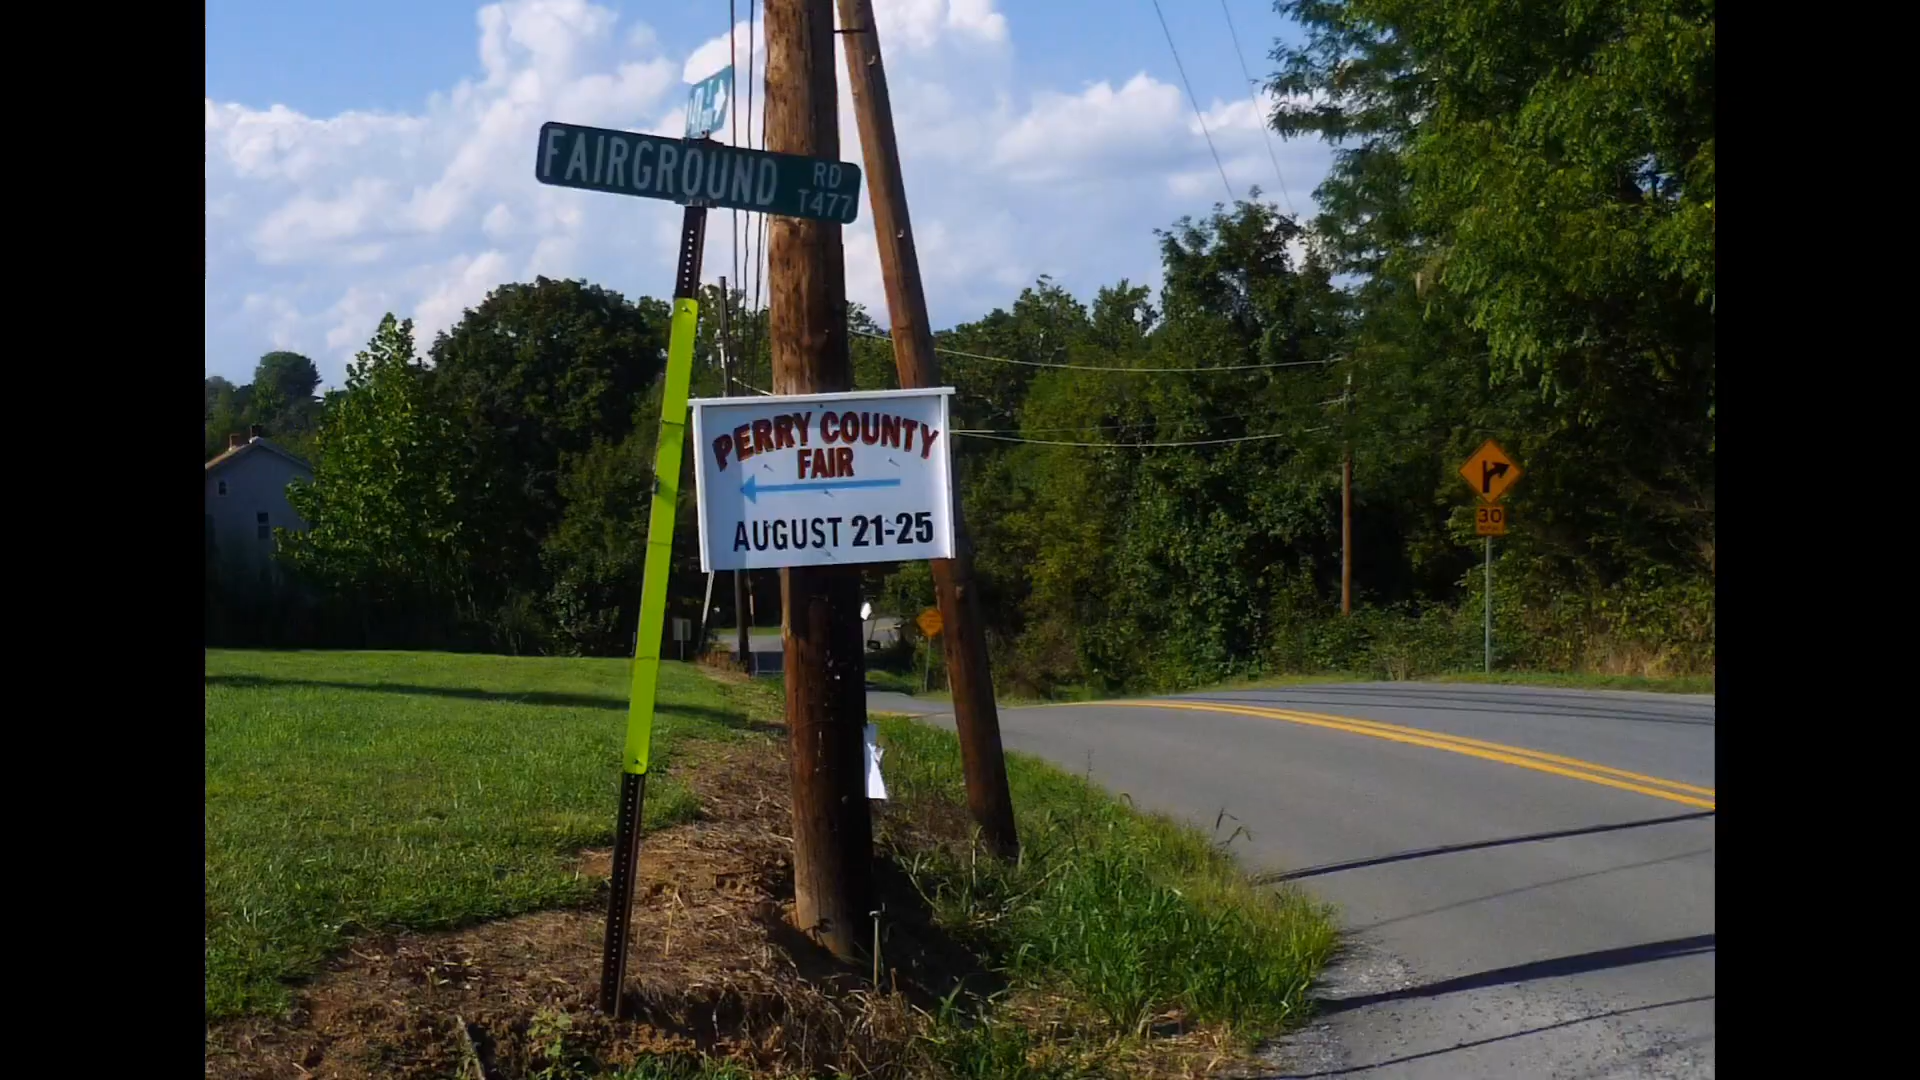 FAIRGROUND RD
T477
PERRY COUNTY
FAIR
AUGUST 21-25
30